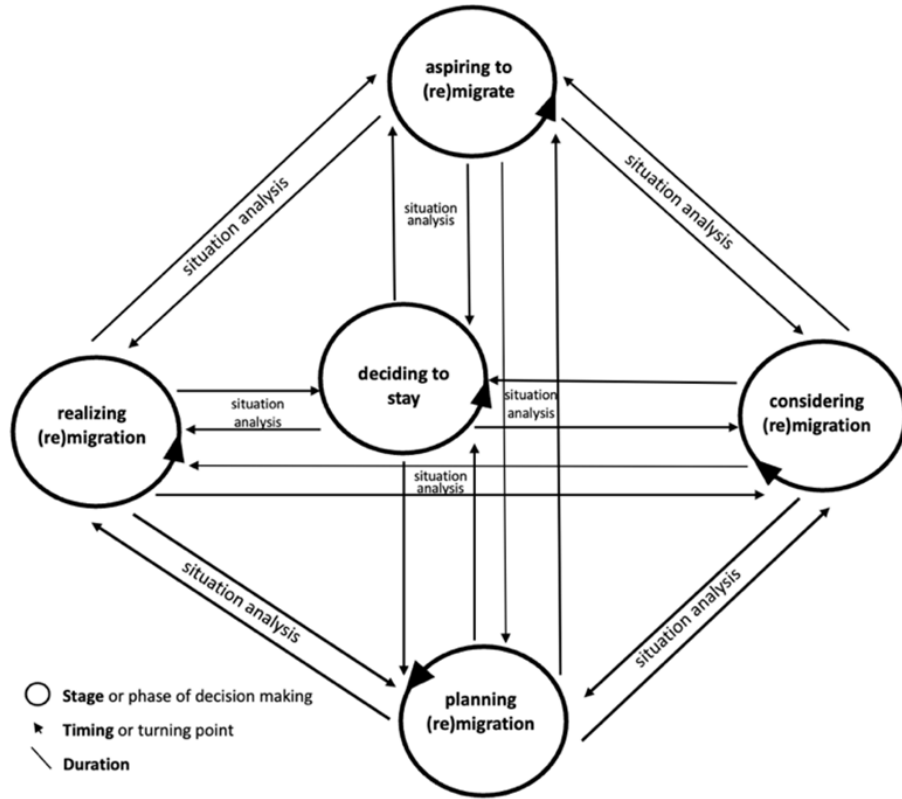 aspiring to
(re)migrate
situation analysis
situation analysis
situation
analysis
deciding to
stay
realizing
(re)migration
considering
(re)migration
situation
analysis
situation
analysis
situation
analysis
situation analysis
situation analysis
planning
(re)migration
Stage or phase of decision making
Timing or turning point
Duration